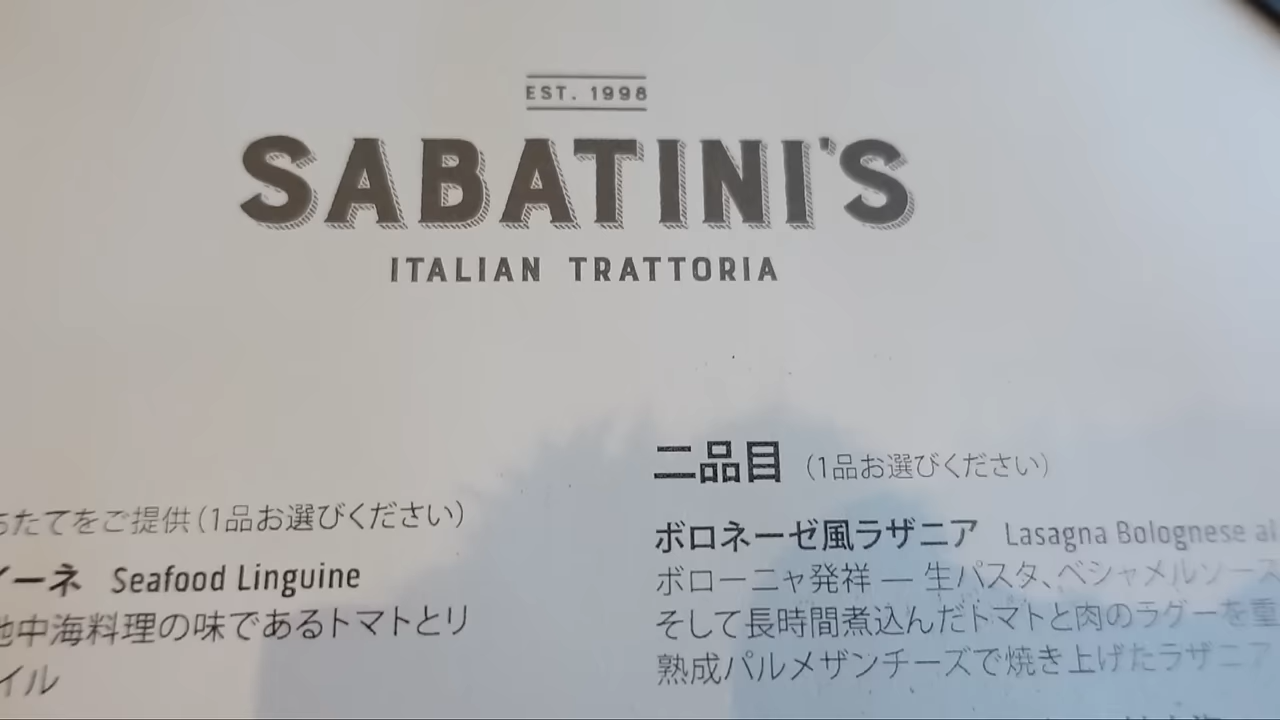 EST. 1998
SABATINI'S
ITALIAN TRATTORIA
たてをご提供(1品お選びください)
ーネ Seafood Linguine
地中海料理の味であるトマトとリ
イル
二品目 (1品お選びください)
ボロネーゼ風ラザニア Lasagna Bolognese al
ボローニャ発祥 — 生パスタ、ベシャメルソース
そして長時間煮込んだトマトと肉のラグーを重
熟成パルメザンチーズで焼き上げたラザニア